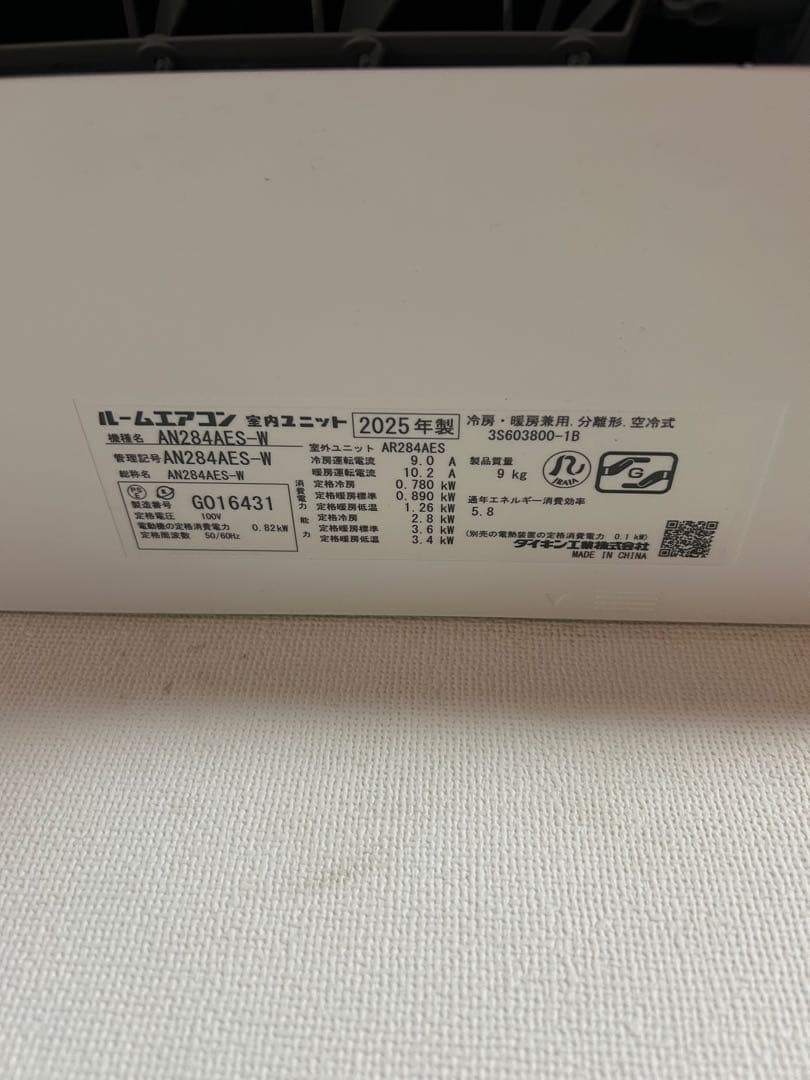 ルームエアコン 室内ユニット 2025年製 冷房・暖房兼用.分離形.空冷式
機種名 AN284AES-W 3S603800-1B
管理記号 AN284AES-W 室外ユニット AR284AES
総称名 AN284AES-W 冷房運転電流 9.0 A 製品質量
暖房運転電流 10.2 A 9 kg
消費電力 定格冷房 0.780 kW
定格暖房標準 0.890 kW
定格暖房低温 1.26 kW 通年エネルギー消費効率
能力 定格冷房 2.8 kW 5.8
定格暖房標準 3.6 kW
定格暖房低温 3.4 kW
PSE
製造番号 G016431
定格電圧 100V
電動機の定格消費電力 0.82kW
定格周波数 50/60Hz
JRAIA
G
(別売の電熱装置の定格消費電力 0.1 kW)
ダイキン工業株式会社
MADE IN CHINA